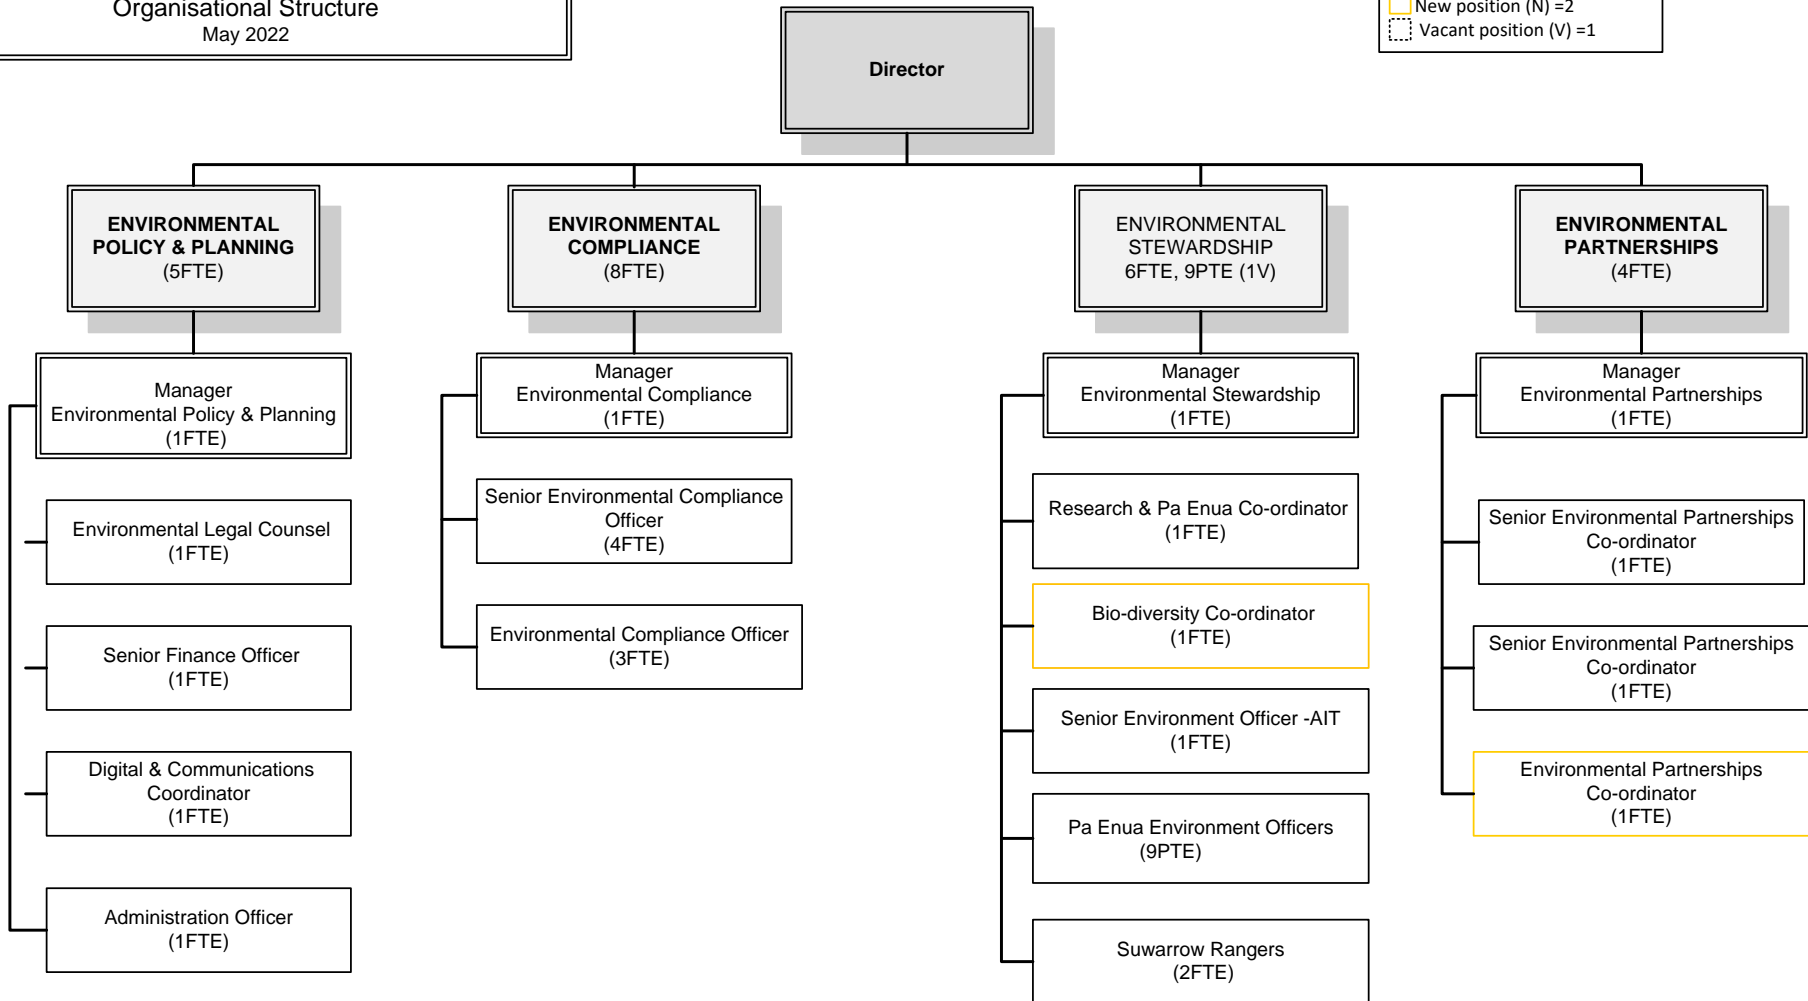 Organisational Structure
May 2022
New position (N) =2
Vacant position (V) =1
Director
ENVIRONMENTAL
POLICY & PLANNING
(5FTE)
ENVIRONMENTAL
COMPLIANCE
(8FTE)
ENVIRONMENTAL
STEWARDSHIP
6FTE, 9PTE (1V)
ENVIRONMENTAL
PARTNERSHIPS
(4FTE)
Manager
Environmental Policy & Planning
(1FTE)
Environmental Legal Counsel
(1FTE)
Senior Finance Officer
(1FTE)
Digital & Communications
Coordinator
(1FTE)
Administration Officer
(1FTE)
Manager
Environmental Compliance
(1FTE)
Senior Environmental Compliance
Officer
(4FTE)
Environmental Compliance Officer
(3FTE)
Manager
Environmental Stewardship
(1FTE)
Research & Pa Enua Co-ordinator
(1FTE)
Bio-diversity Co-ordinator
(1FTE)
Senior Environment Officer -AIT
(1FTE)
Pa Enua Environment Officers
(9PTE)
Suwarrow Rangers
(2FTE)
Manager
Environmental Partnerships
(1FTE)
Senior Environmental Partnerships
Co-ordinator
(1FTE)
Senior Environmental Partnerships
Co-ordinator
(1FTE)
Environmental Partnerships
Co-ordinator
(1FTE)